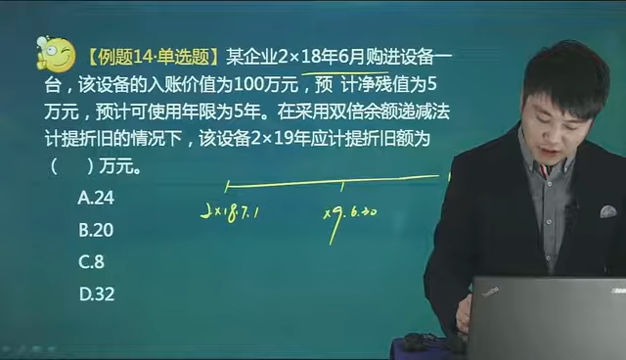 【例题14·单选题】某企业2×18年6月购进设备一
台，该设备的入账价值为100万元，预 计净残值为5
万元，预计可使用年限为5年。在采用双倍余额递减法
计提折旧的情况下，该设备2×19年应计提折旧额为
（ ）万元。
2×18.7.1 ×9.6.30
A.24
B.20
C.8
D.32
ThinkPad